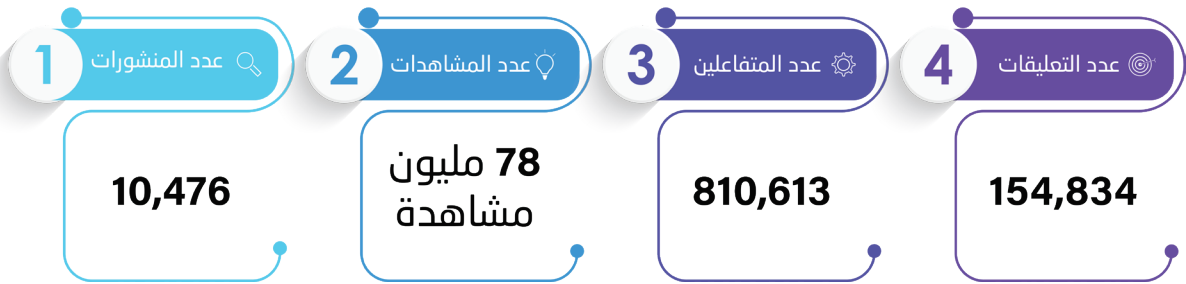 1
عدد المنشورات
10,476
2
عدد المشاهدات
78 مليون
مشاهدة
3
عدد المتفاعلين
810,613
4
عدد التعليقات
154,834